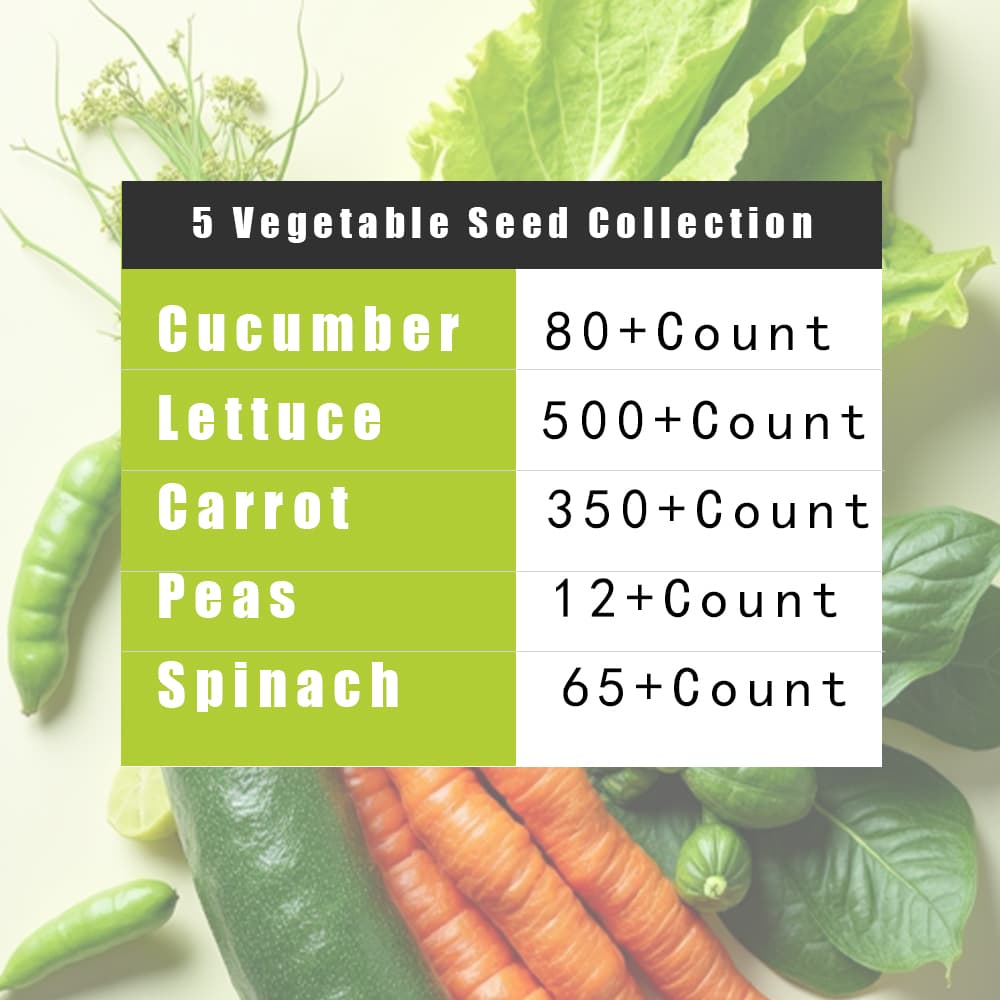 5 Vegetable Seed Collection
Cucumber 80+Count
Lettuce 500+Count
Carrot 350+Count
Peas 12+Count
Spinach 65+Count